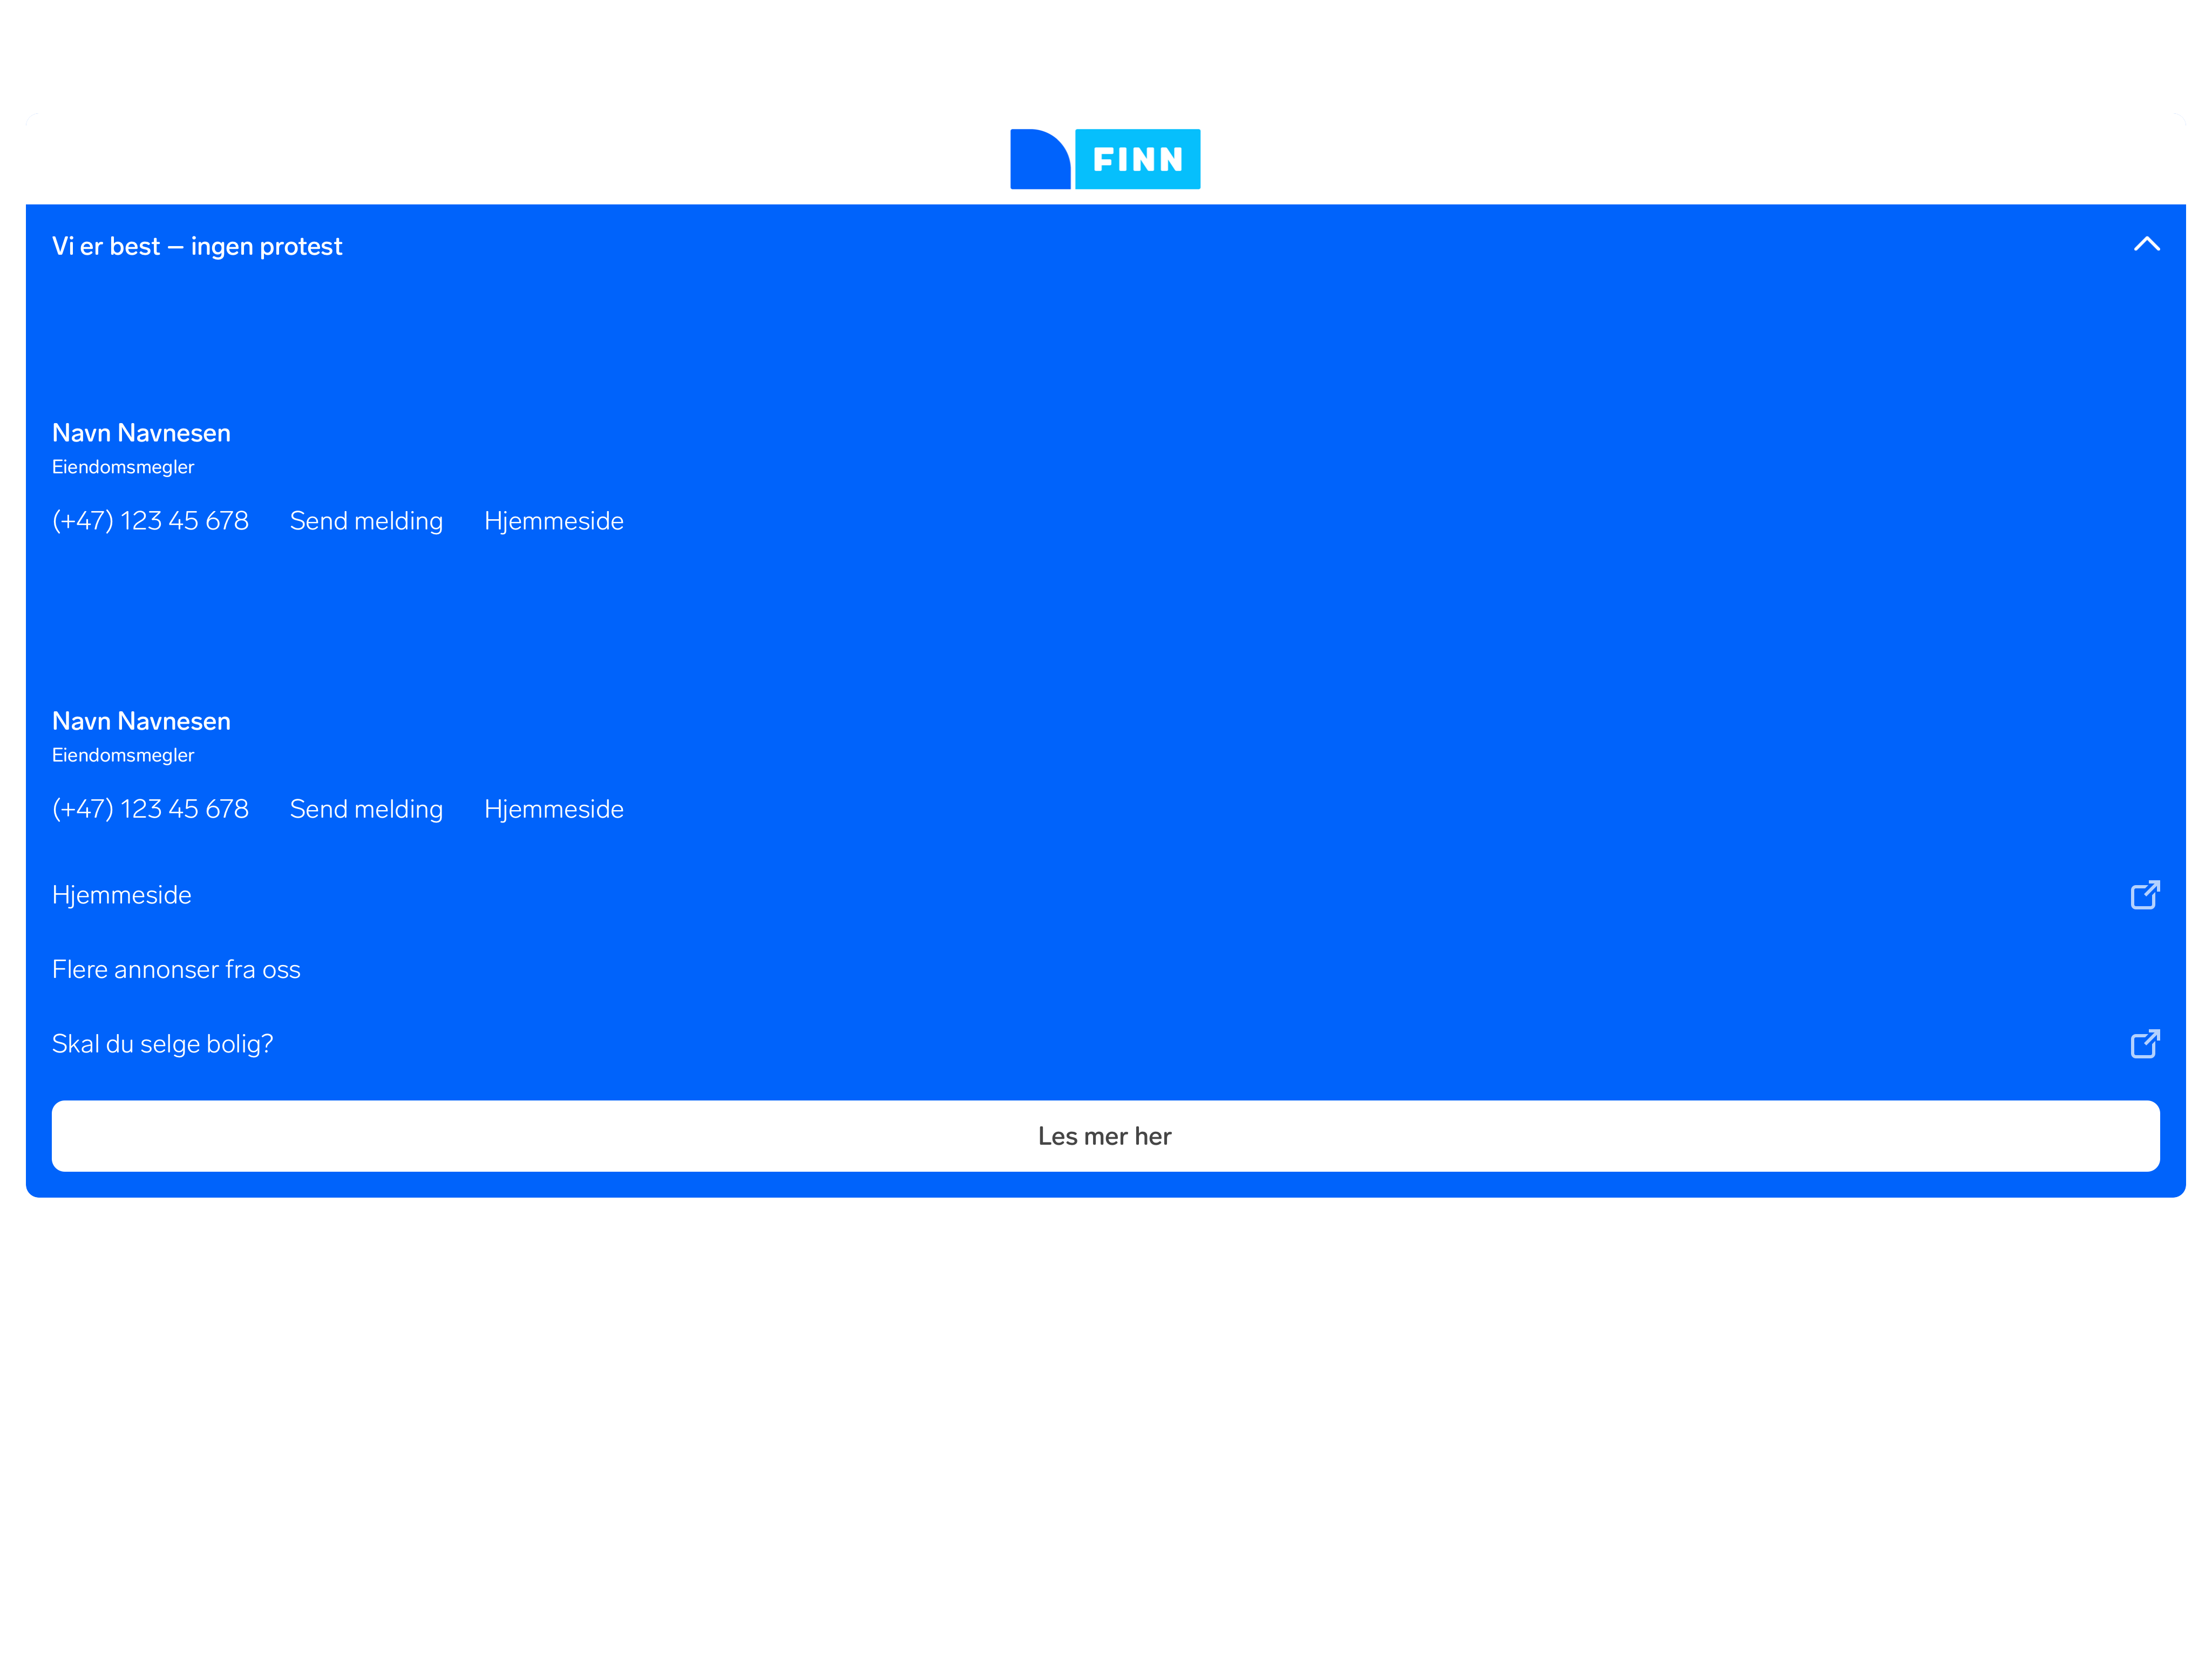 FINN
Vi er best – ingen protest
Navn Navnesen
Eiendomsmegler
(+47) 123 45 678 Send melding Hjemmeside
Navn Navnesen
Eiendomsmegler
(+47) 123 45 678 Send melding Hjemmeside
Hjemmeside
Flere annonser fra oss
Skal du selge bolig?
Les mer her